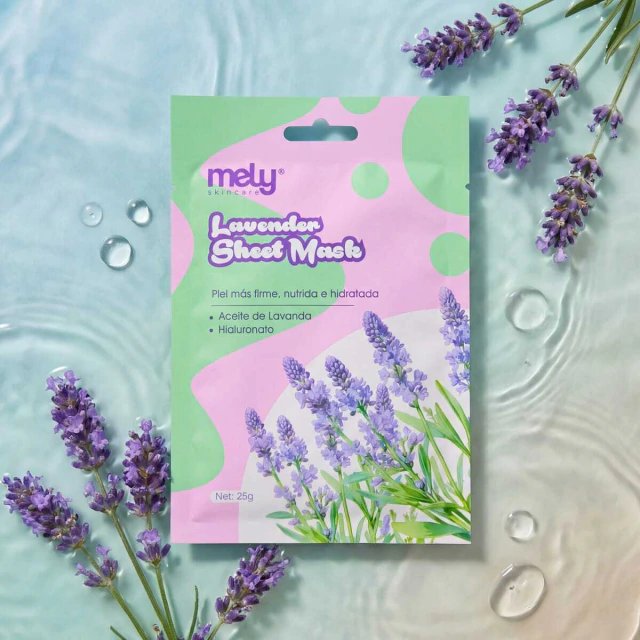 mely®
skincare
Lavender
Sheet Mask
Piel más firme, nutrida e hidratada
• Aceite de Lavanda
• Hialuronato
Net: 25g